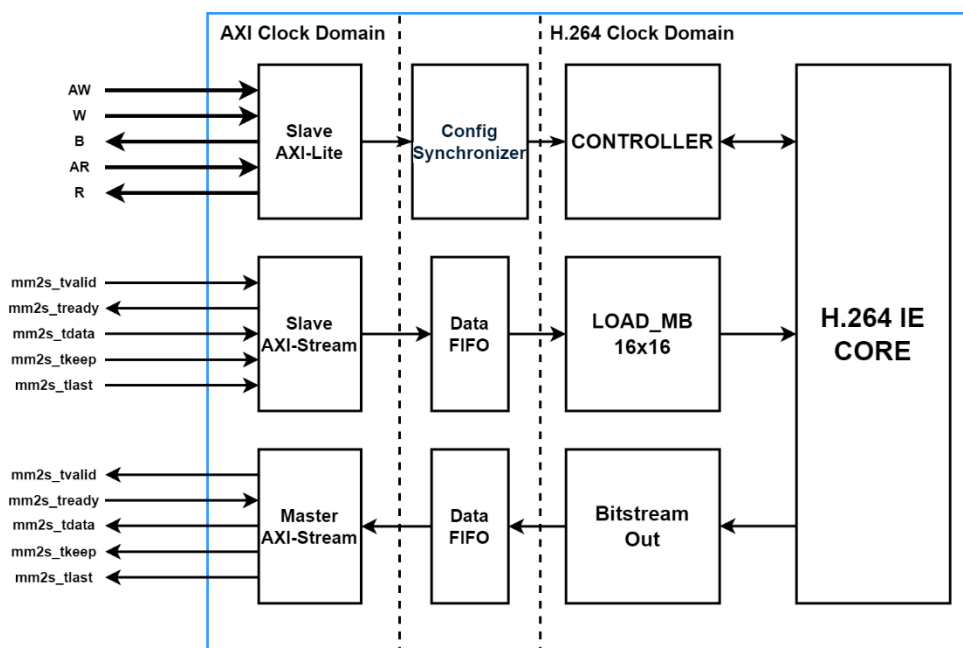 AXI Clock Domain
H.264 Clock Domain
AW
W
B
AR
R
Slave
AXI-Lite
Config
Synchronizer
CONTROLLER
mm2s_tvalid
mm2s_tready
mm2s_tdata
mm2s_tkeep
mm2s_tlast
Slave
AXI-Stream
Data
FIFO
LOAD_MB
16x16
H.264 IE
CORE
mm2s_tvalid
mm2s_tready
mm2s_tdata
mm2s_tkeep
mm2s_tlast
Master
AXI-Stream
Data
FIFO
Bitstream
Out